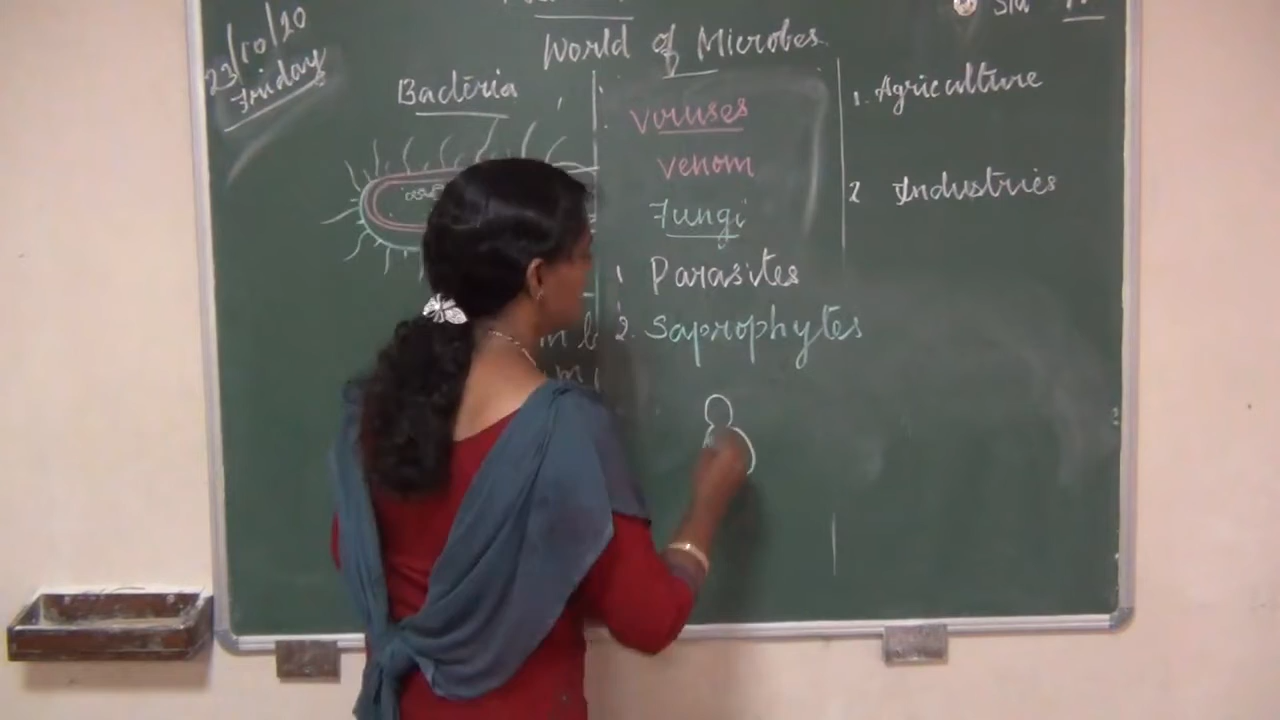 23/10/20
Friday
Std
World of Microbes
Bacteria
Viruses
venom
Fungi
1. Parasites
2. Saprophytes
1. Agriculture
2 Industries